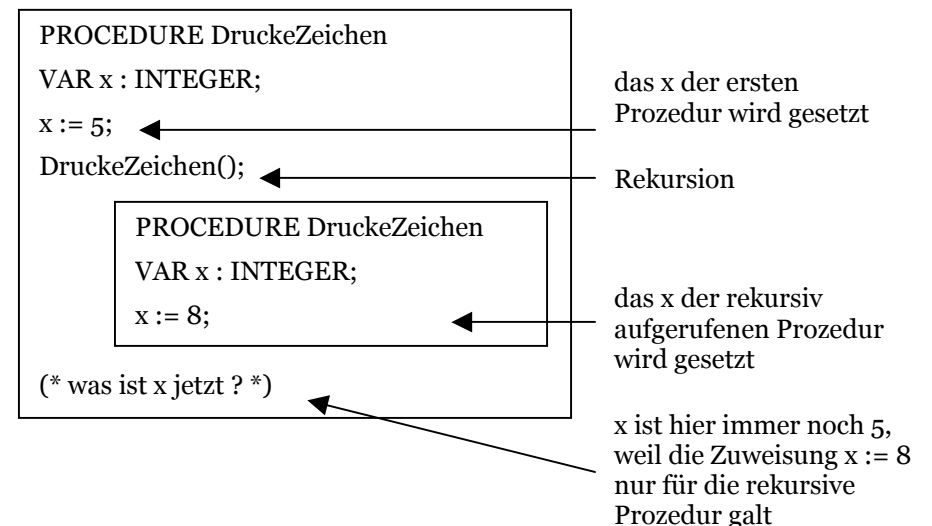 PROCEDURE DruckeZeichen
VAR x : INTEGER;
x := 5;
DruckeZeichen();
PROCEDURE DruckeZeichen
VAR x : INTEGER;
x := 8;
(* was ist x jetzt ? *)
das x der ersten
Prozedur wird gesetzt
Rekursion
das x der rekursiv
aufgerufenen Prozedur
wird gesetzt
x ist hier immer noch 5,
weil die Zuweisung x := 8
nur für die rekursive
Prozedur galt